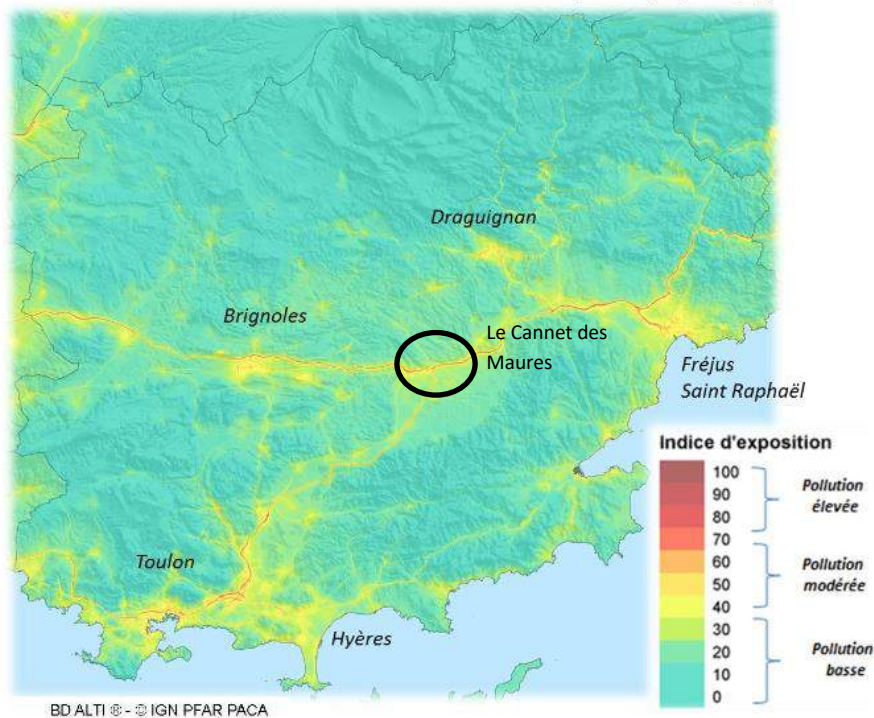 Draguignan
Brignoles
Le Cannet des
Maures
Fréjus
Saint Raphaël
Toulon
Hyères
Indice d'exposition
100
90
80
70
60
50
40
30
20
10
0
Pollution
élevée
Pollution
modérée
Pollution
basse
BD ALTI ® - © IGN PFAR PACA